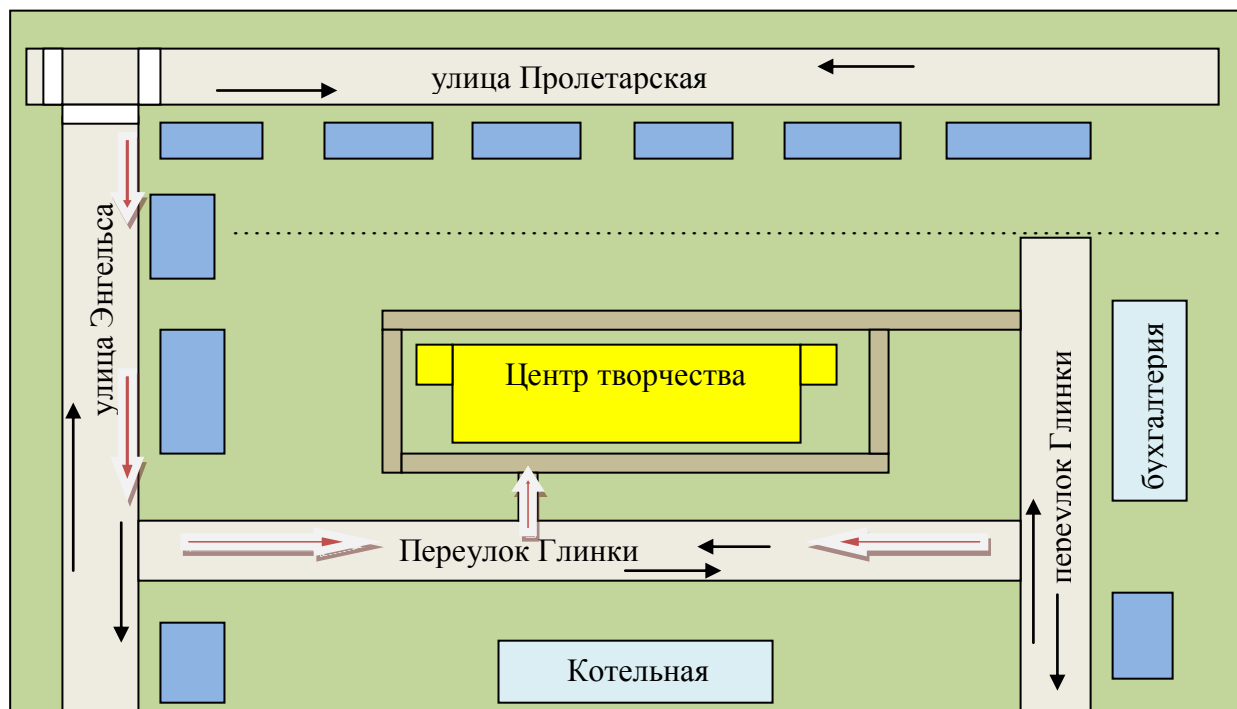 улица Пролетарская
улица Энгельса
Центр творчества
бухгалтерия
переулок Глинки
Переулок Глинки
Котельная